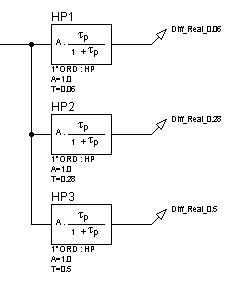 HP1
A . τp
1 + τp
Diff_Real_0.06
1"ORD : HP
A=1.0
T=0.06
HP2
A . τp
1 + τp
Diff_Real_0.28
1"ORD : HP
A=1.0
T=0.28
HP3
A . τp
1 + τp
Diff_Real_0.5
1"ORD : HP
A=1.0
T=0.5